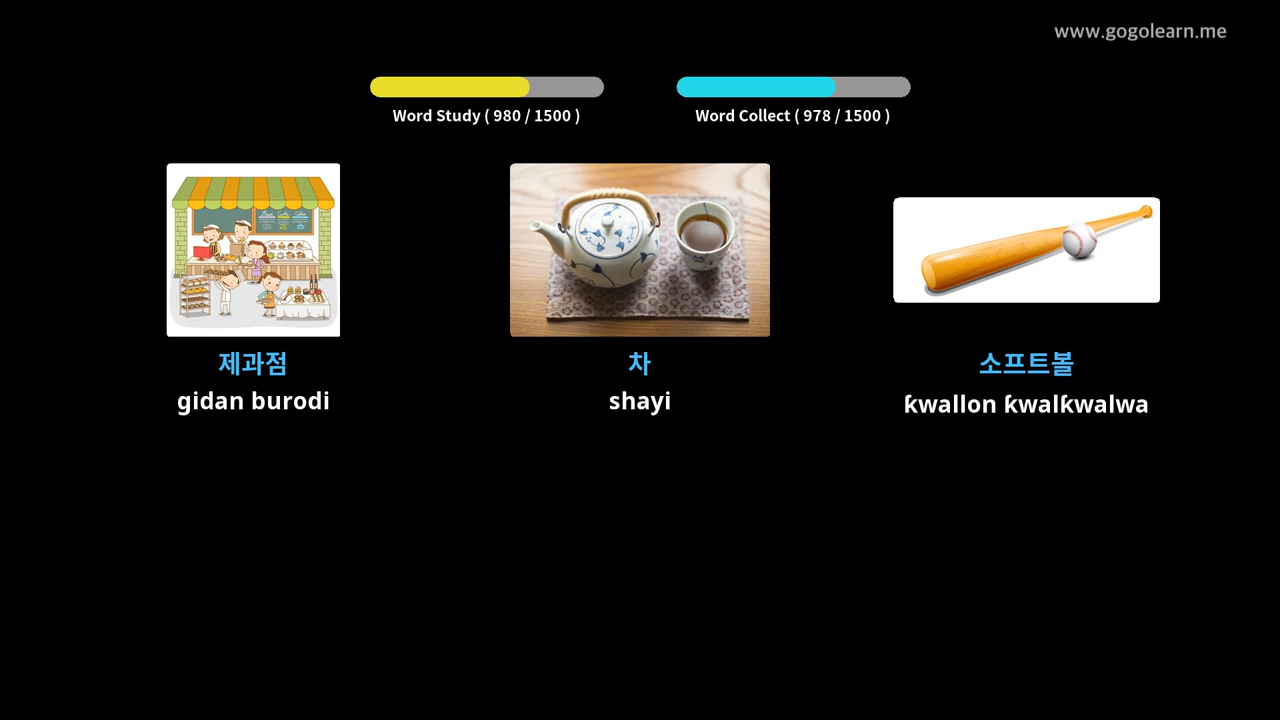 www.gogolearn.me
Word Study ( 980 / 1500 )
Word Collect ( 978 / 1500 )
제과점
차
소프트볼
gidan burodi
shayi
ƙwallon ƙwalƙwalwa